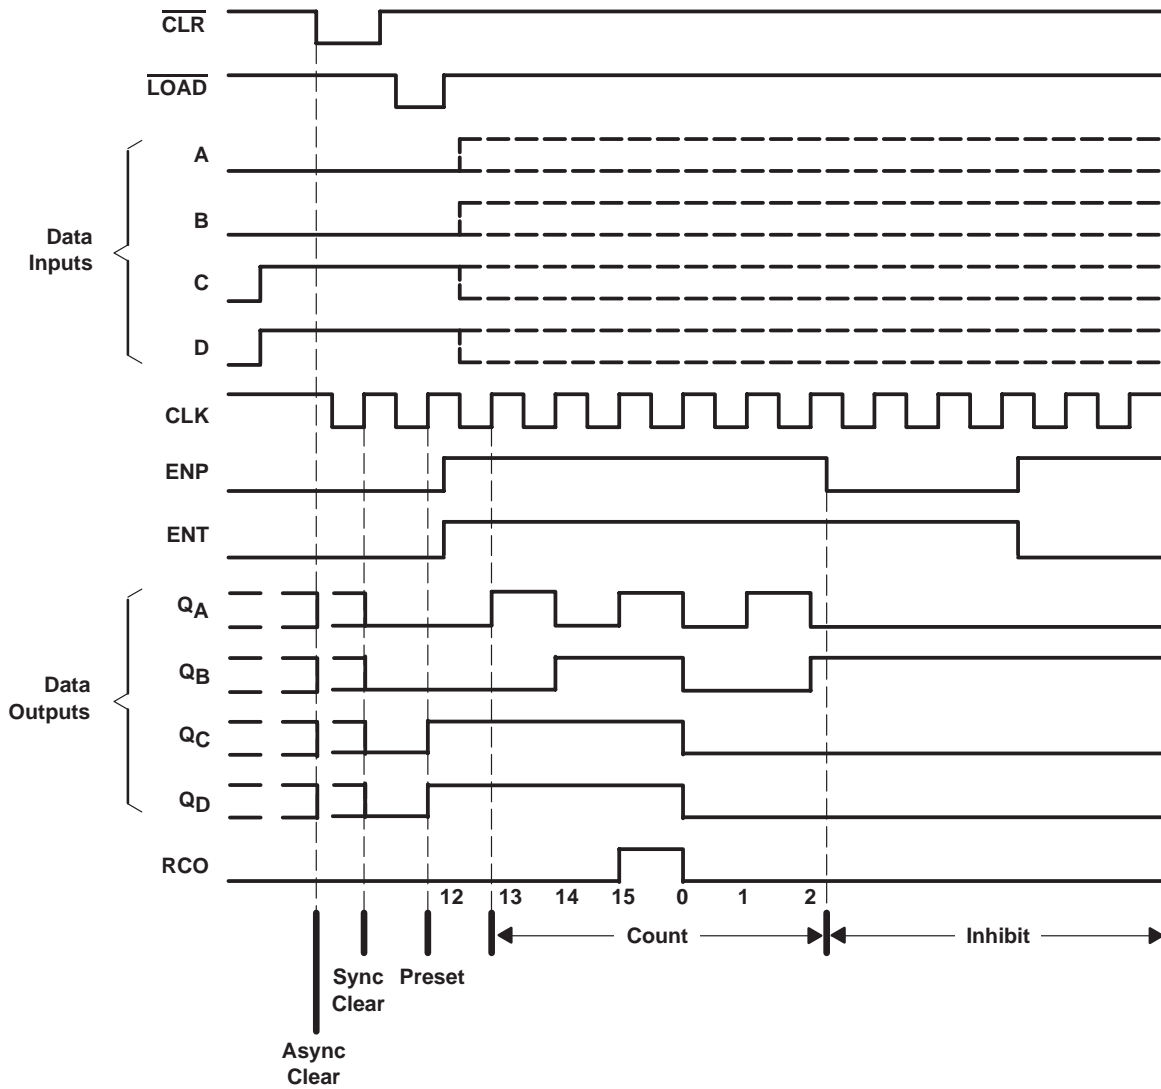 CLR
LOAD
A
B
Data
Inputs
C
D
CLK
ENP
ENT
QA
QB
Data
Outputs
QC
QD
RCO
12 13 14 15 0 1 2
Count Inhibit
Sync
Clear
Preset
Async
Clear